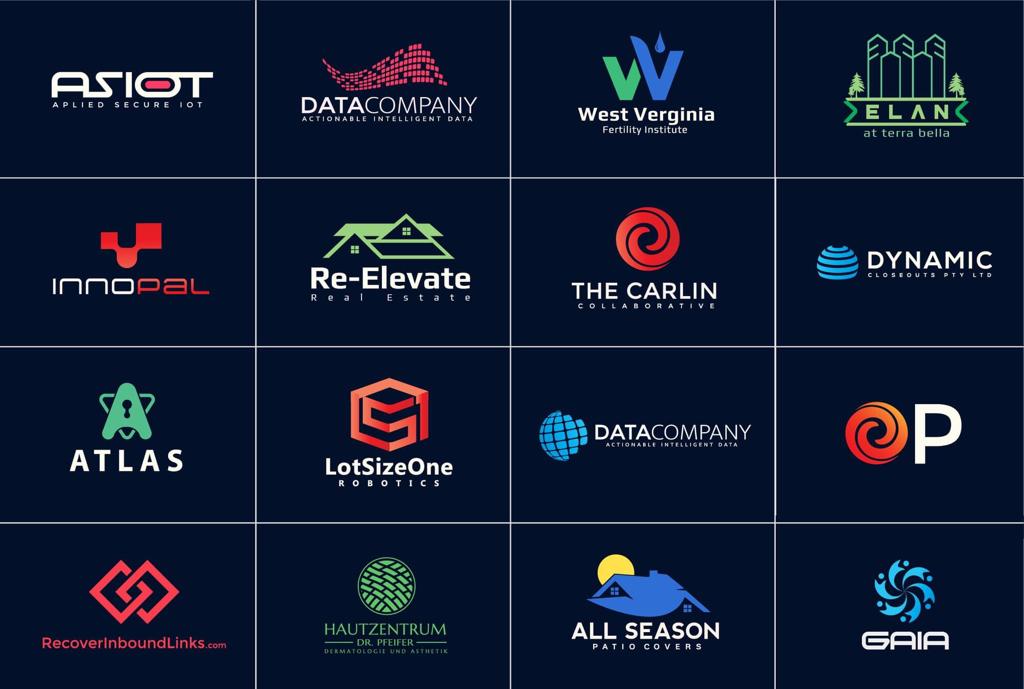 ASIOT
APLIED SECURE IOT
DATACOMPANY
ACTIONABLE INTELLIGENT DATA
West Verginia
Fertility Institute
ELAN
at terra bella
INNOPAL
Re-Elevate
Real Estate
THE CARLIN
COLLABORATIVE
DYNAMIC
CLOSEOUTS PTY LTD
ATLAS
LotSizeOne
ROBOTICS
DATACOMPANY
ACTIONABLE INTELLIGENT DATA
P
RecoverInboundLinks.com
HAUTZENTRUM
DR. PFEIFER
DERMATOLOGIE UND ÄSTHETIK
ALL SEASON
PATIO COVERS
GAIA